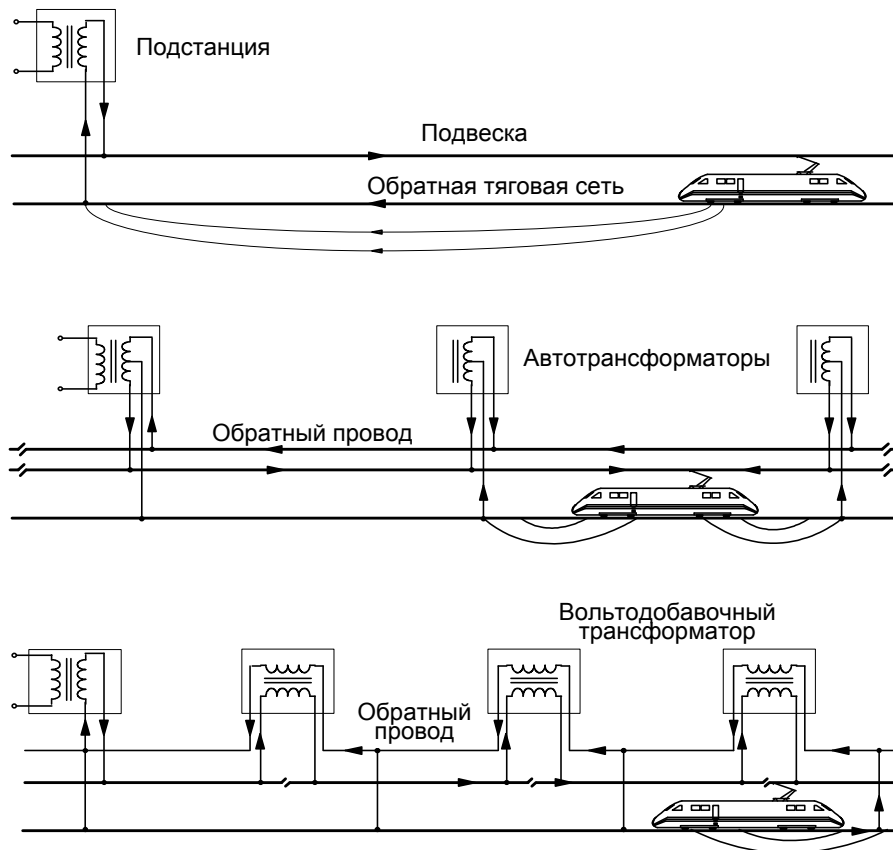 Подстанция
Подвеска
Обратная тяговая сеть
Автотрансформаторы
Обратный провод
Вольтодобавочный
трансформатор
Обратный
провод